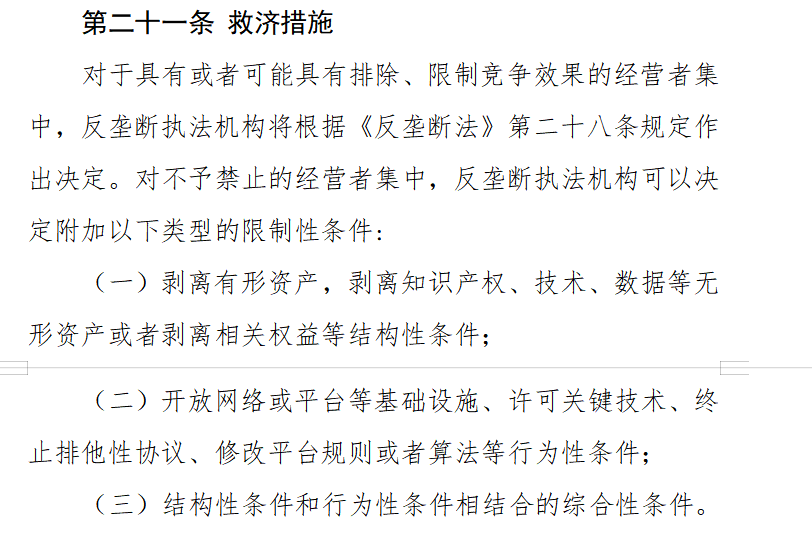 第二十一条 救济措施
对于具有或者可能具有排除、限制竞争效果的经营者集
中，反垄断执法机构将根据《反垄断法》第二十八条规定作
出决定。对不予禁止的经营者集中，反垄断执法机构可以决
定附加以下类型的限制性条件:
（一）剥离有形资产，剥离知识产权、技术、数据等无
形资产或者剥离相关权益等结构性条件；
（二）开放网络或平台等基础设施、许可关键技术、终
止排他性协议、修改平台规则或者算法等行为性条件；
（三）结构性条件和行为性条件相结合的综合性条件。